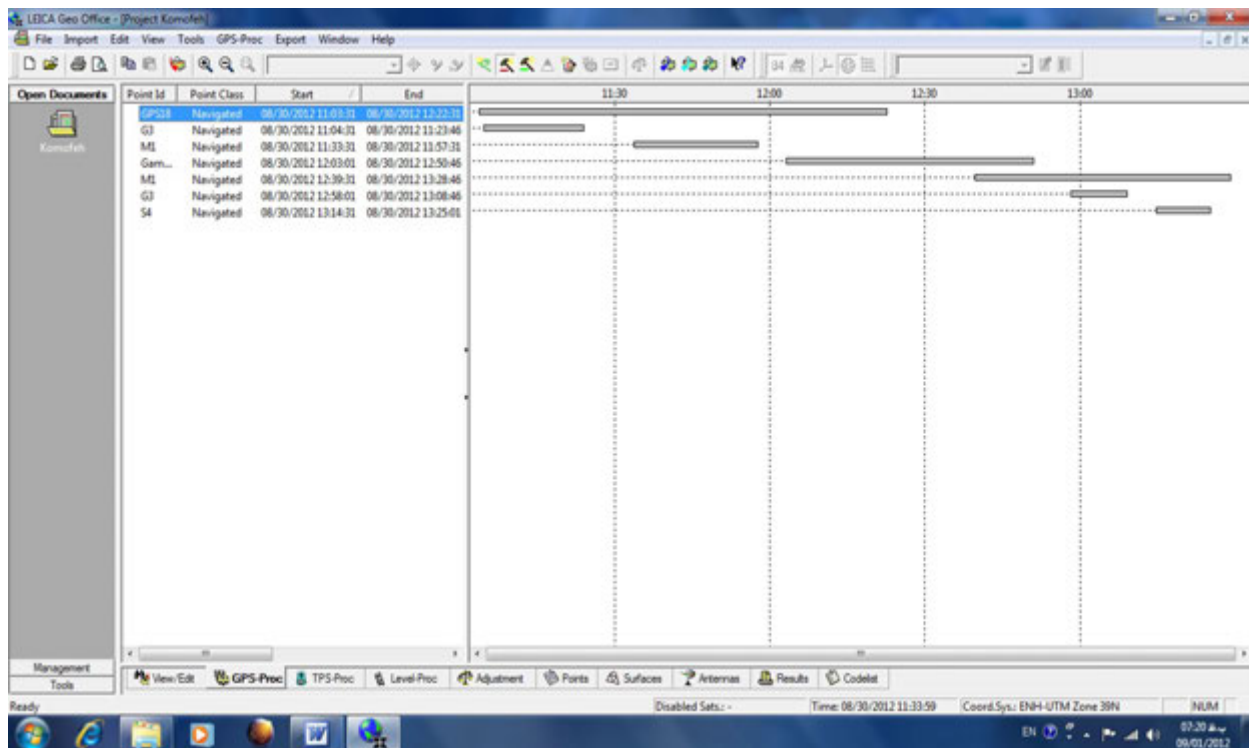 LEICA Geo Office - [Project Komofeh]
File Import Edit View Tools GPS-Proc Export Window Help
Open Documents
Komofeh
Point Id Point Class Start / End 11:30 12:00 12:30 13:00
GPS18 Navigated 08/30/2012 11:03:31 08/30/2012 12:22:31
G3 Navigated 08/30/2012 11:04:31 08/30/2012 11:23:46
M1 Navigated 08/30/2012 11:33:31 08/30/2012 11:57:31
Gam... Navigated 08/30/2012 12:03:01 08/30/2012 12:50:46
M1 Navigated 08/30/2012 12:39:31 08/30/2012 13:28:46
G3 Navigated 08/30/2012 12:58:01 08/30/2012 13:08:46
S4 Navigated 08/30/2012 13:14:31 08/30/2012 13:25:01
Management
Tools
View/Edit GPS-Proc TPS-Proc Level-Proc Adjustment Points Surfaces Antennas Results Codelist
Ready Disabled Sats.: - Time: 08/30/2012 11:33:59 Coord.Sys.: ENH-UTM Zone 39N NUM
EN 07:20
09/01/2012